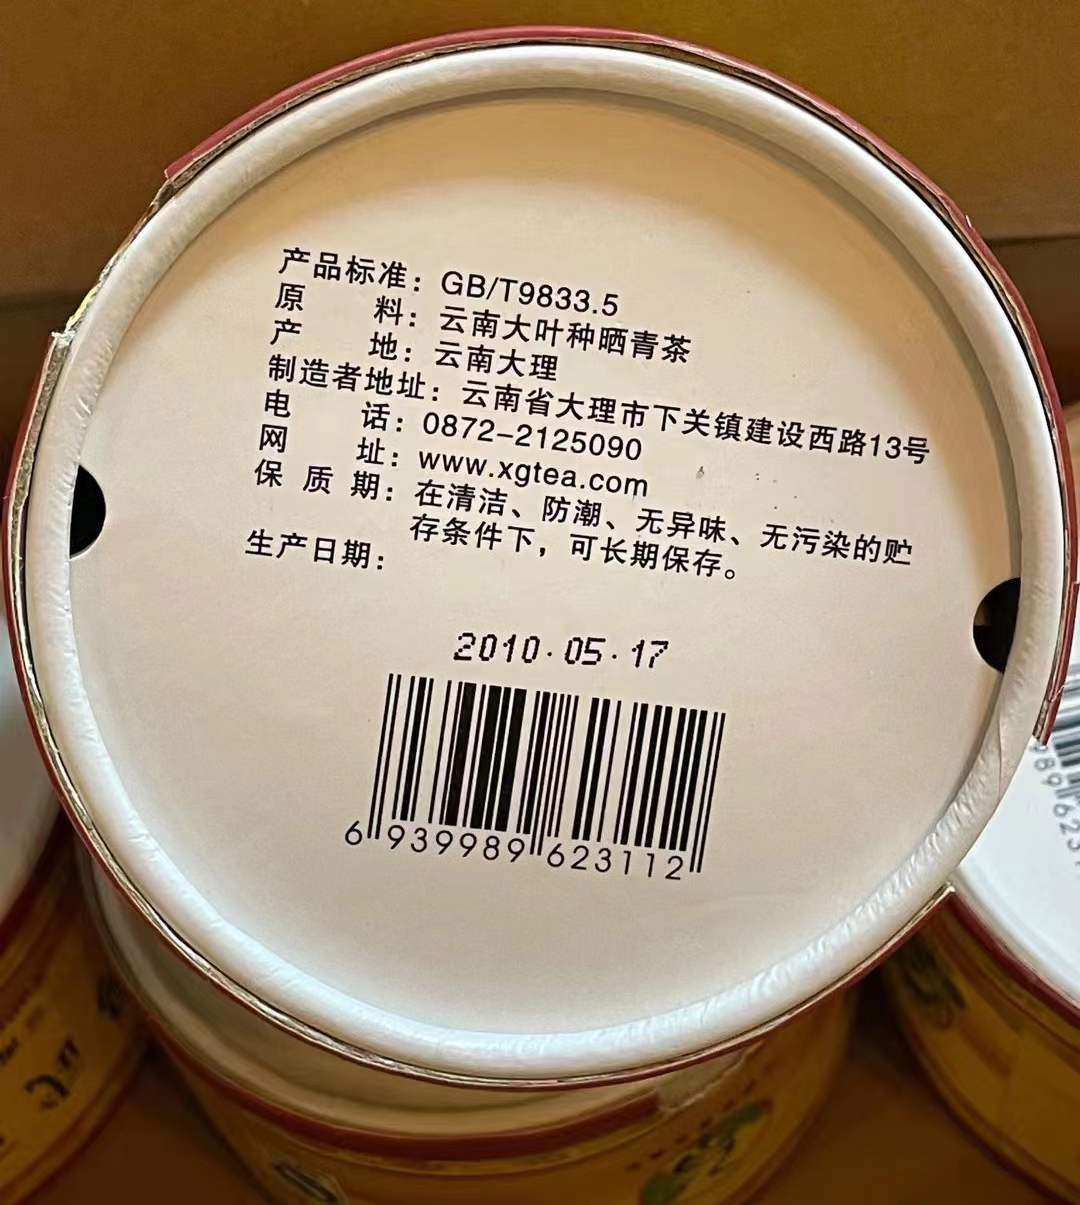 产品标准：GB/T9833.5
原料：云南大叶种晒青茶
产地：云南大理
制造者地址：云南省大理市下关镇建设西路13号
电话：0872-2125090
网址：www.xgtea.com
保质期：在清洁、防潮、无异味、无污染的贮
存条件下，可长期保存。
生产日期：
2010.05.17
6 939989 623112